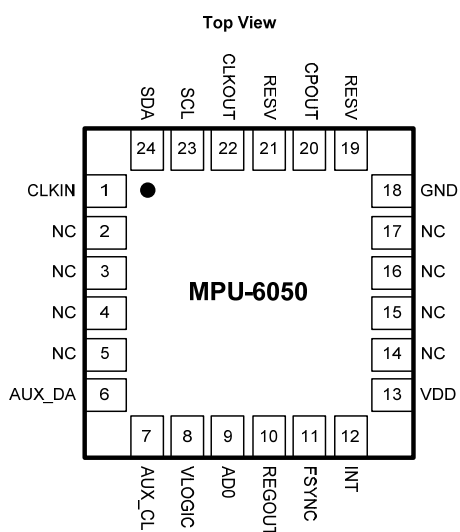 Top View
SDA SCL CLKOUT RESV CPOUT RESV
24 23 22 21 20 19
CLKIN 1 18 GND
NC 2 17 NC
NC 3 16 NC
MPU-6050
NC 4 15 NC
NC 5 14 NC
AUX_DA 6 13 VDD
7 8 9 10 11 12
AUX_CL VLOGIC AD0 REGOUT FSYNC INT